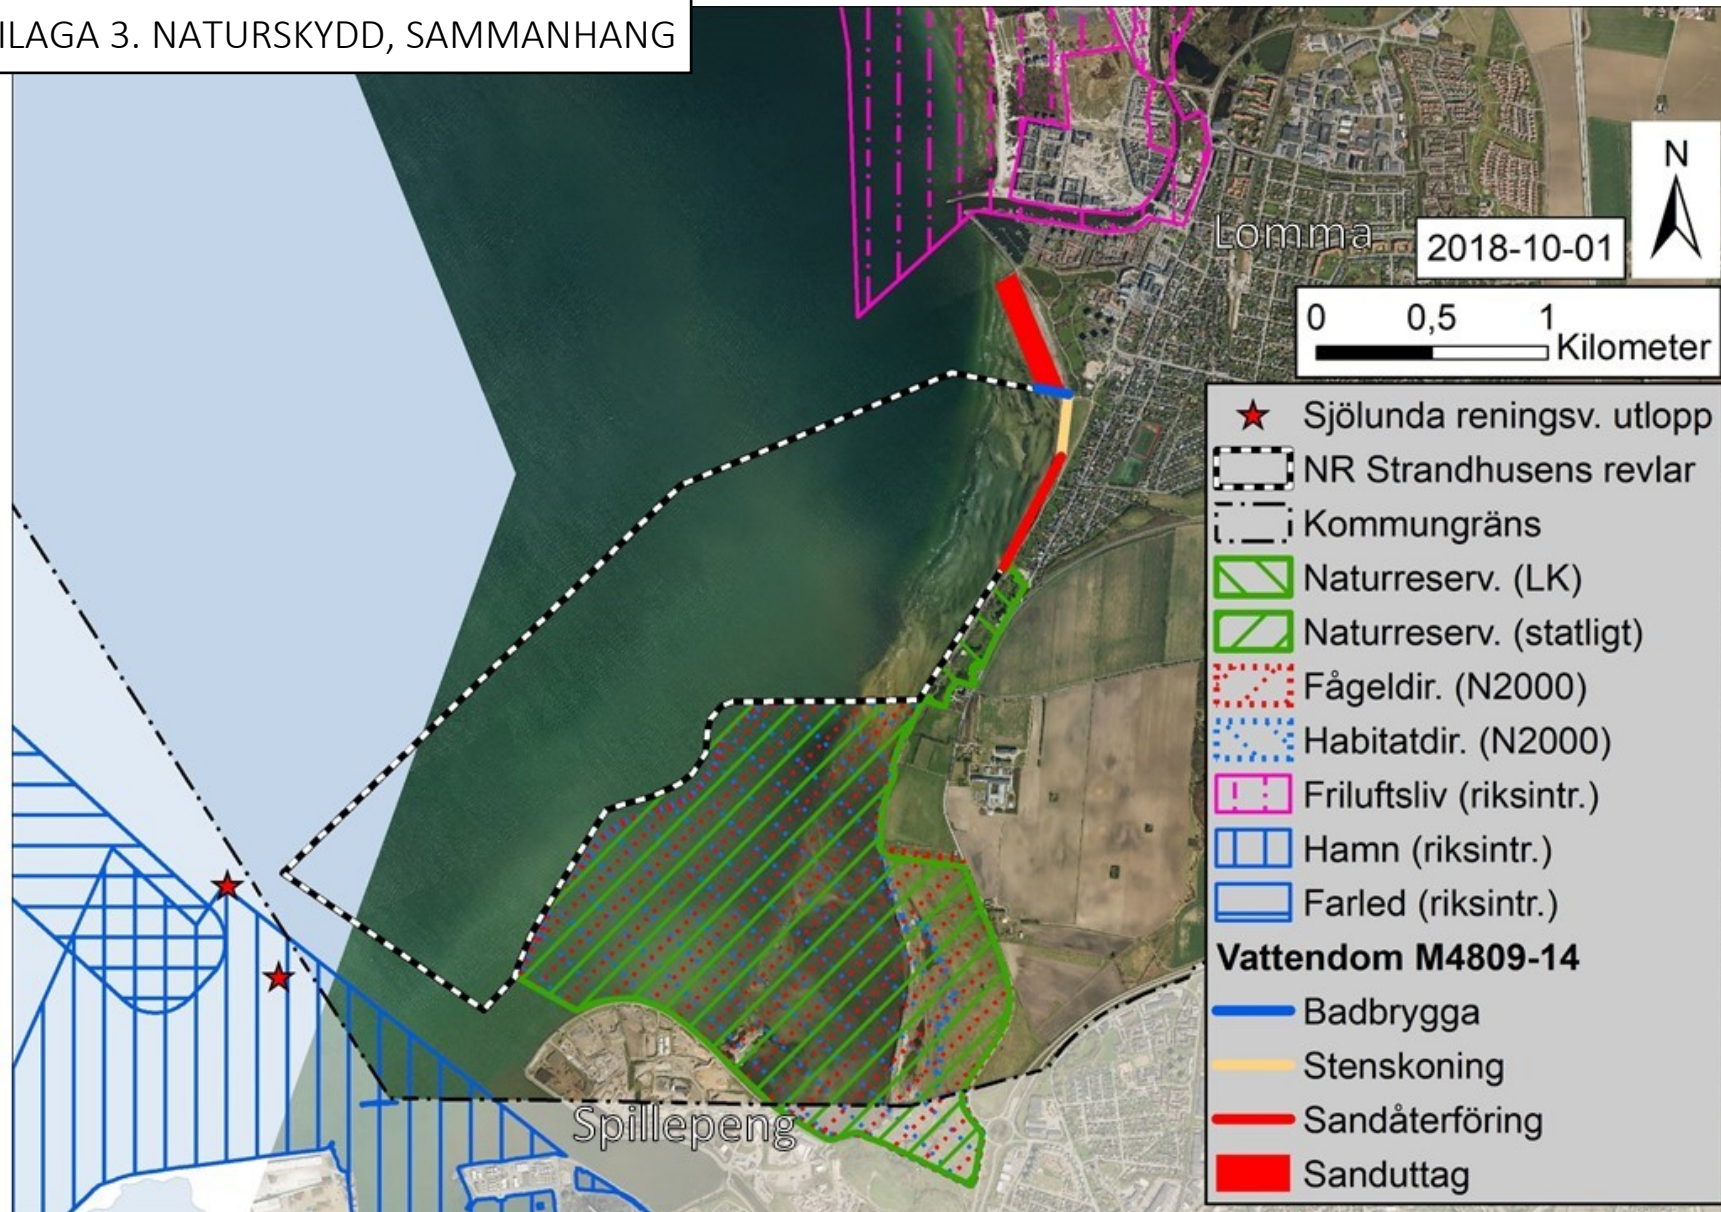 ILAGA 3. NATURSKYDD, SAMMANHANG
N
Lomma
2018-10-01
0 0,5 1
Kilometer
Sjölunda reningsv. utlopp
NR Strandhusens revlar
Kommungräns
Naturreserv. (LK)
Naturreserv. (statligt)
Fågeldir. (N2000)
Habitatdir. (N2000)
Friluftsliv (riksintr.)
Hamn (riksintr.)
Farled (riksintr.)
Vattendom M4809-14
Badbrygga
Stenskoning
Sandåterföring
Sanduttag
Spillepeng